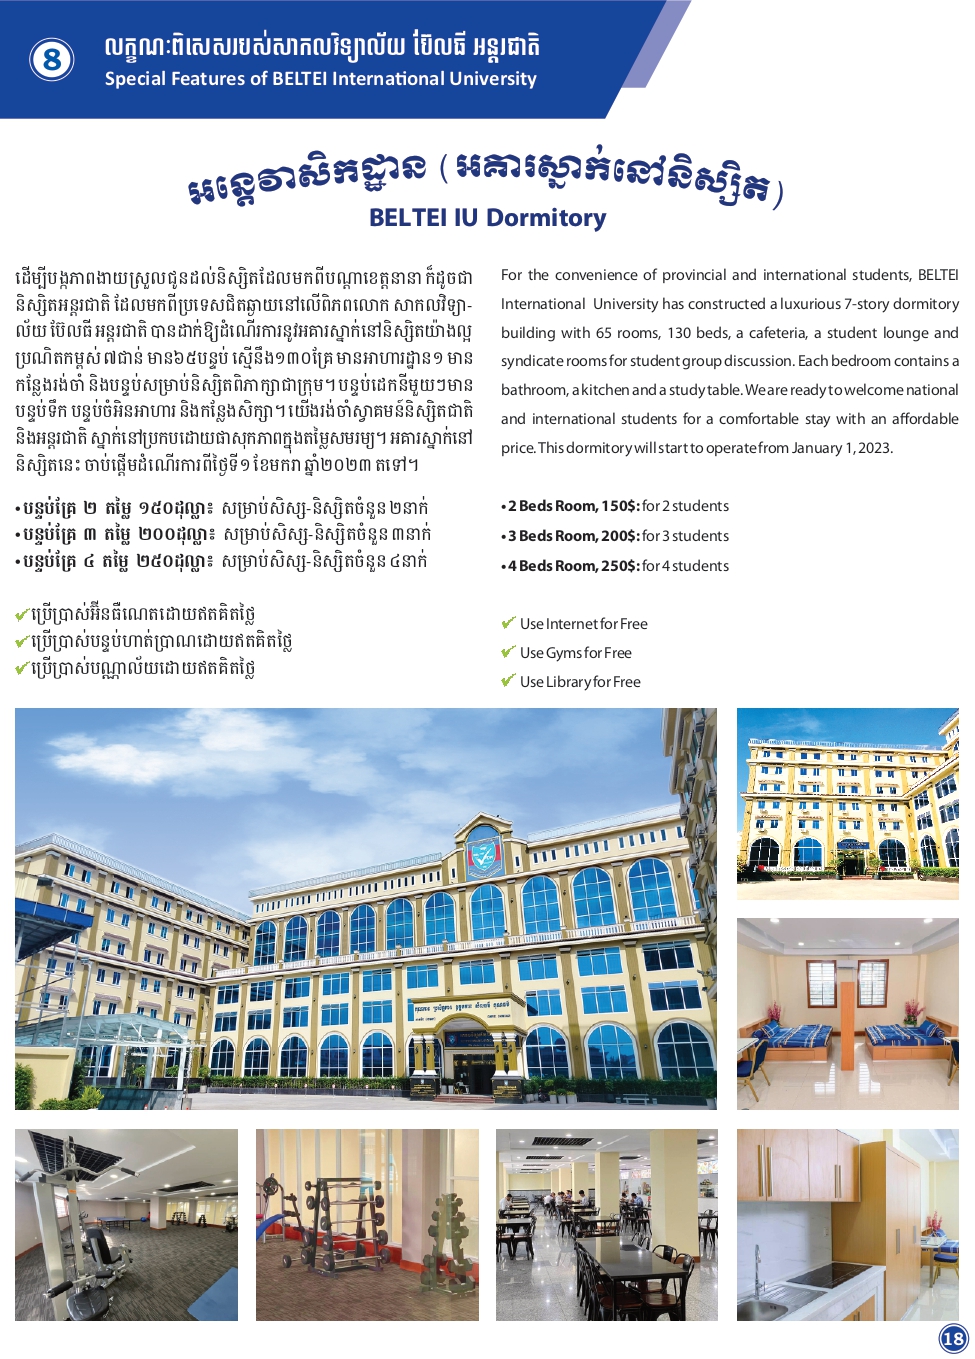 8
លក្ខណៈពិសេសរបស់សាកលវិទ្យាល័យ ប៊ែលធី អន្តរជាតិ
Special Features of BELTEI International University
អន្តេវាសិកដ្ឋាន (អគារស្នាក់នៅនិស្សិត)
BELTEI IU Dormitory
ដើម្បីបង្កភាពងាយស្រួលជូនដល់និស្សិតដែលមកពីបណ្តាខេត្តនានា ក៏ដូចជា
និស្សិតអន្តរជាតិ ដែលមកពីប្រទេសជិតឆ្ងាយនៅលើពិភពលោក សាកលវិទ្យា-
ល័យ ប៊ែលធី អន្តរជាតិ បានដាក់ឱ្យដំណើរការនូវអគារស្នាក់នៅនិស្សិតយ៉ាងល្អ
ប្រណិតកម្ពស់ ៧ជាន់ មាន៦៥បន្ទប់ ស្មើនឹង១៣០គ្រែ មានអាហារដ្ឋាន១ មាន
កន្លែងរង់ចាំ និងបន្ទប់សម្រាប់និស្សិតពិភាក្សាជាក្រុម។ បន្ទប់ដេកនីមួយៗមាន
បន្ទប់ទឹក បន្ទប់ចំអិនអាហារ និងកន្លែងសិក្សា។ យើងរង់ចាំស្វាគមន៍និស្សិតជាតិ
និងអន្តរជាតិ ស្នាក់នៅប្រកបដោយផាសុកភាពក្នុងតម្លៃសមរម្យ។ អគារស្នាក់នៅ
និស្សិតនេះ ចាប់ផ្តើមដំណើរការពីថ្ងៃទី១ ខែមករា ឆ្នាំ២០២៣ តទៅ។
• បន្ទប់គ្រែ ២ តម្លៃ ១៥០ដុល្លា៖ សម្រាប់សិស្ស-និស្សិតចំនួន ២នាក់
• បន្ទប់គ្រែ ៣ តម្លៃ ២០០ដុល្លា៖ សម្រាប់សិស្ស-និស្សិតចំនួន ៣នាក់
• បន្ទប់គ្រែ ៤ តម្លៃ ២៥០ដុល្លា៖ សម្រាប់សិស្ស-និស្សិតចំនួន ៤នាក់
ប្រើប្រាស់អ៊ីនធឺណេតដោយឥតគិតថ្លៃ
ប្រើប្រាស់បន្ទប់ហាត់ប្រាណដោយឥតគិតថ្លៃ
ប្រើប្រាស់បណ្ណាល័យដោយឥតគិតថ្លៃ
For the convenience of provincial and international students, BELTEI
International University has constructed a luxurious 7-story dormitory
building with 65 rooms, 130 beds, a cafeteria, a student lounge and
syndicate rooms for student group discussion. Each bedroom contains a
bathroom, a kitchen and a study table. We are ready to welcome national
and international students for a comfortable stay with an affordable
price. This dormitory will start to operate from January 1, 2023.
• 2 Beds Room, 150$: for 2 students
• 3 Beds Room, 200$: for 3 students
• 4 Beds Room, 250$: for 4 students
Use Internet for Free
Use Gyms for Free
Use Library for Free
18